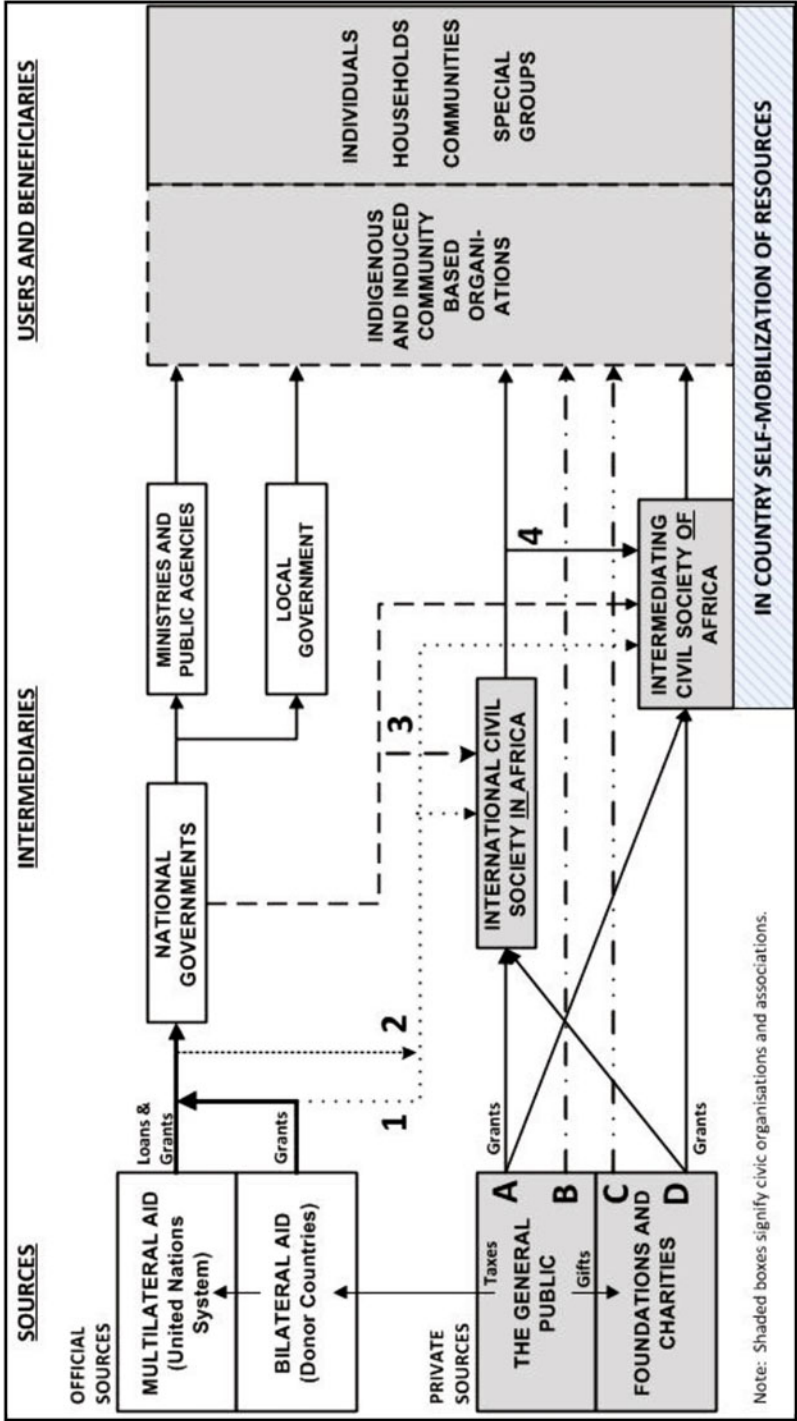 SOURCES
INTERMEDIARIES
USERS AND BENEFICIARIES
OFFICIAL
SOURCES
MULTILATERAL AID
(United Nations
System)
BILATERAL AID
(Donor Countries)
Loans &
Grants
Grants
1
2
NATIONAL
GOVERNMENTS
MINISTRIES AND
PUBLIC AGENCIES
LOCAL
GOVERNMENT
3
PRIVATE
SOURCES
Taxes
THE GENERAL
PUBLIC
Gifts
FOUNDATIONS AND
CHARITIES
A
B
C
D
Grants
Grants
INTERNATIONAL CIVIL
SOCIETY IN AFRICA
4
INTERMEDIATING
CIVIL SOCIETY OF
AFRICA
INDIGENOUS
AND INDUCED
COMMUNITY
BASED
ORGANI-
ATIONS
INDIVIDUALS
HOUSEHOLDS
COMMUNITIES
SPECIAL
GROUPS
IN COUNTRY SELF-MOBILIZATION OF RESOURCES
Note: Shaded boxes signify civic organisations and associations.